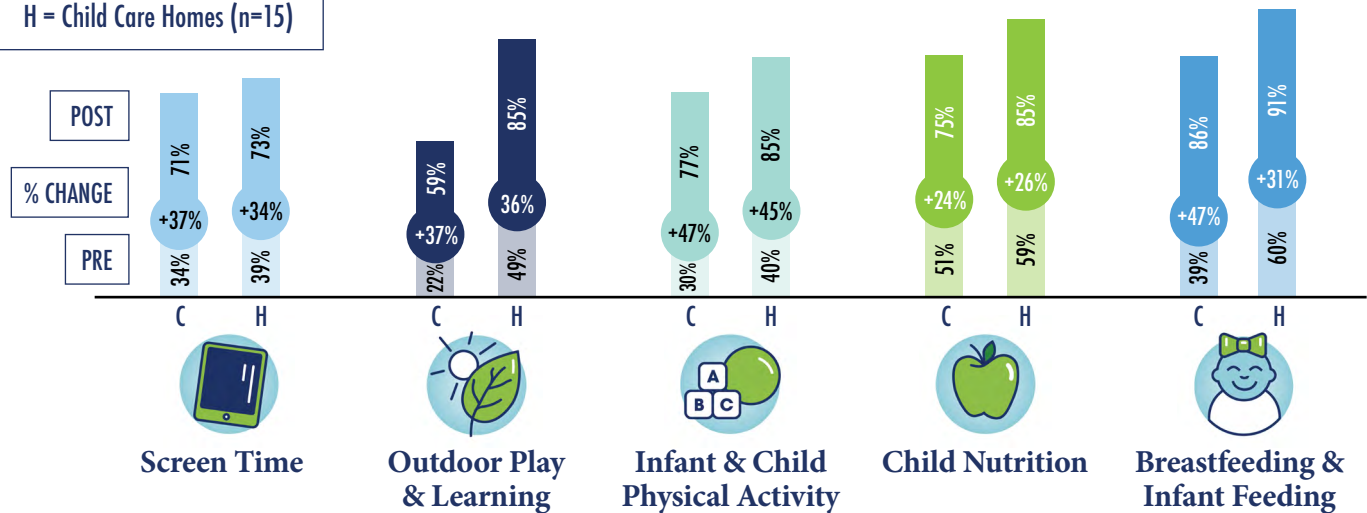 H = Child Care Homes (n=15)
POST
% CHANGE
PRE
71%
+37%
34%
73%
+34%
39%
59%
+37%
22%
85%
36%
49%
77%
+47%
30%
85%
+45%
40%
75%
+24%
51%
85%
+26%
59%
86%
+47%
39%
91%
+31%
60%
C
H
C
H
C
H
C
H
C
H
A
B C
Screen Time
Outdoor Play
& Learning
Infant & Child
Physical Activity
Child Nutrition
Breastfeeding &
Infant Feeding